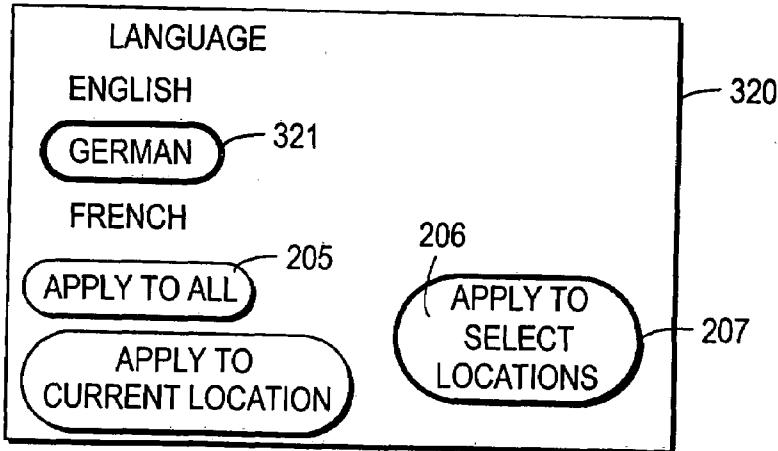 LANGUAGE
ENGLISH
320
GERMAN
321
FRENCH
206
205
APPLY TO ALL
APPLY TO
SELECT
LOCATIONS
207
APPLY TO
CURRENT LOCATION